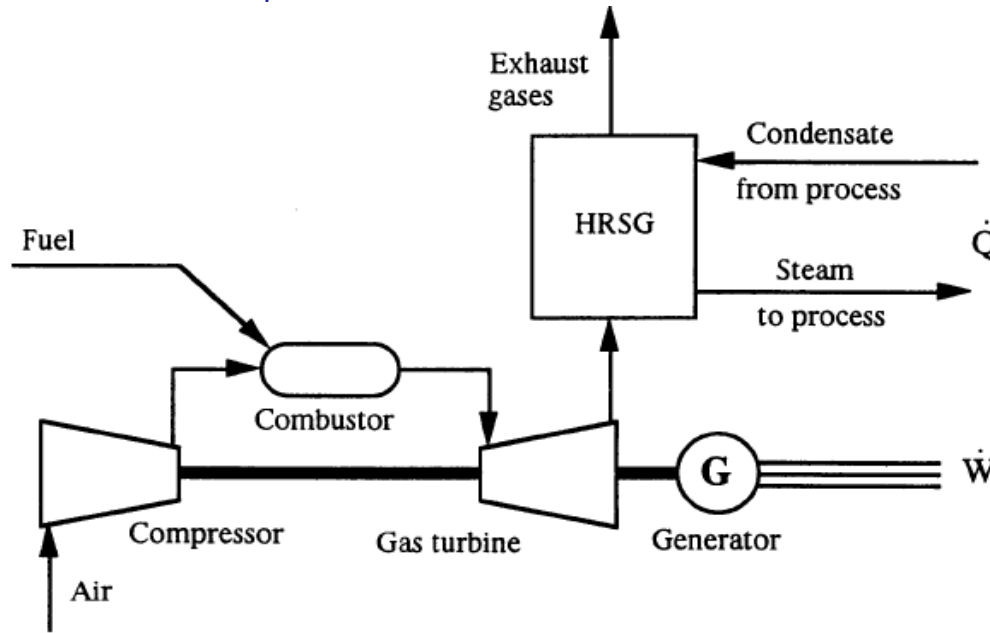 Exhaust
gases
Condensate
from process
HRSG
Q̇
Steam
to process
Fuel
Combustor
G
Ẇ
Compressor
Gas turbine
Generator
Air